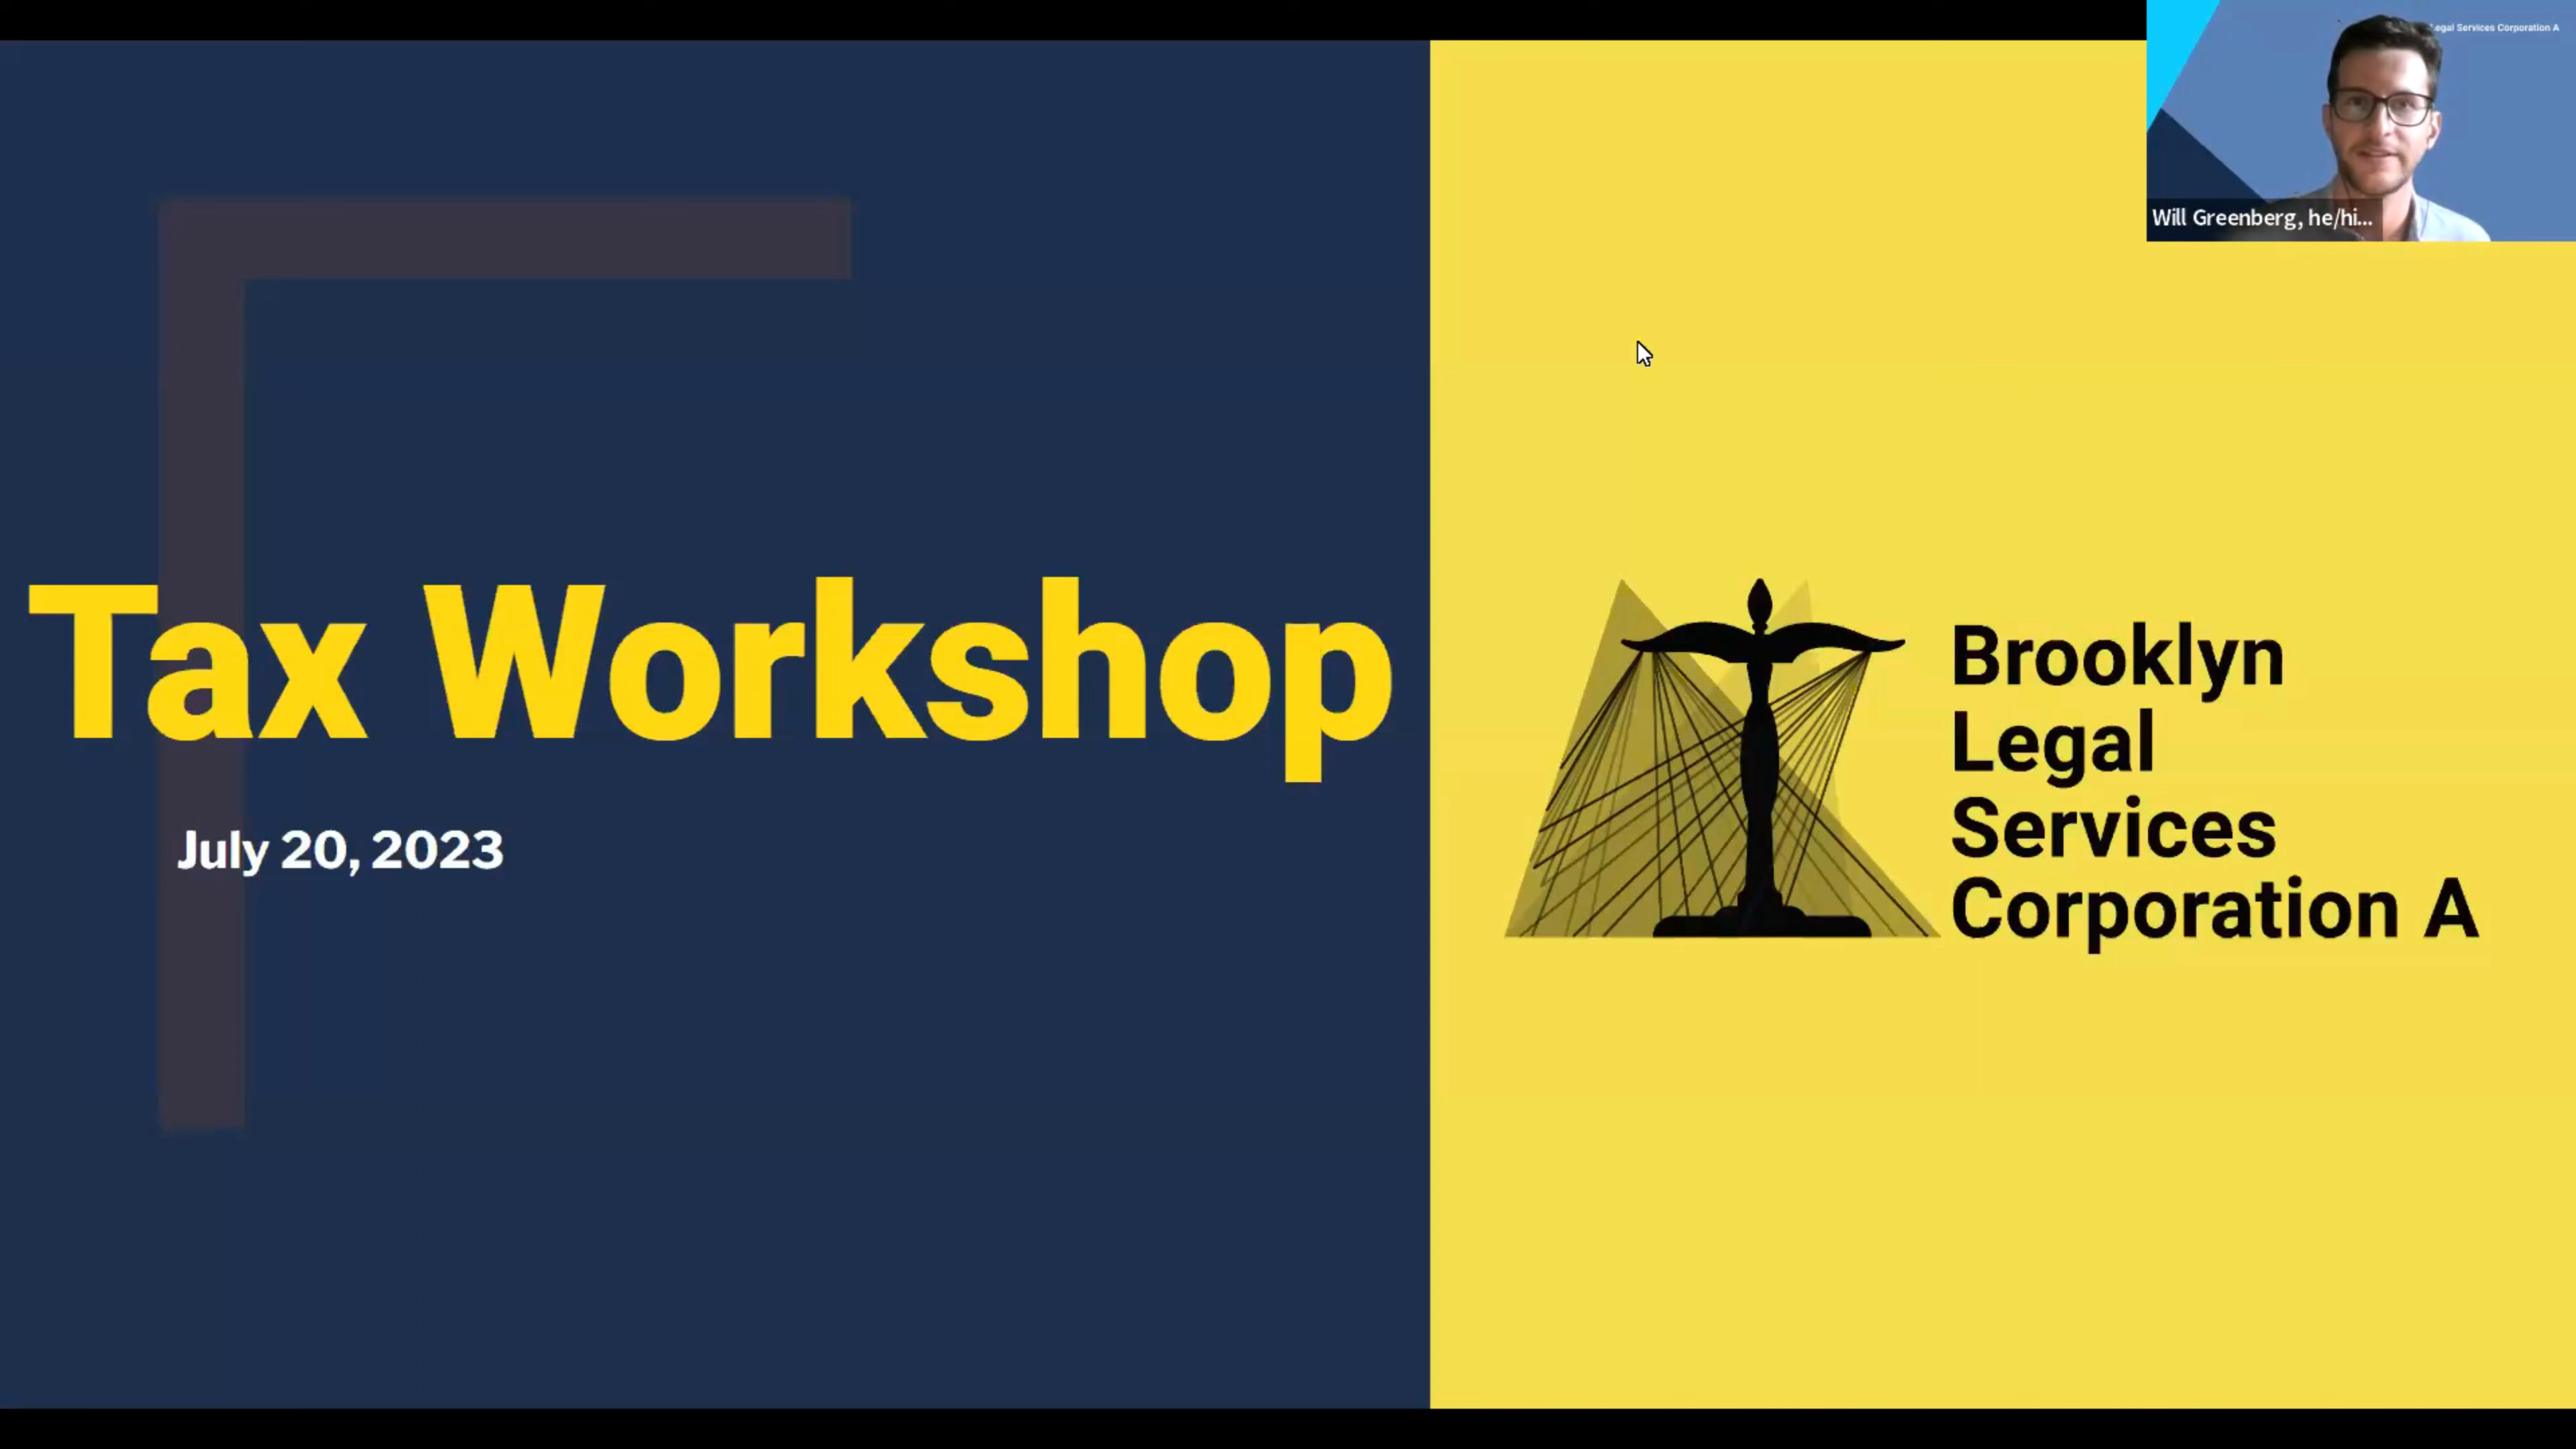 Legal Services Corporation A
Will Greenberg, he/hi...
Tax Workshop
July 20, 2023
Brooklyn
Legal
Services
Corporation A